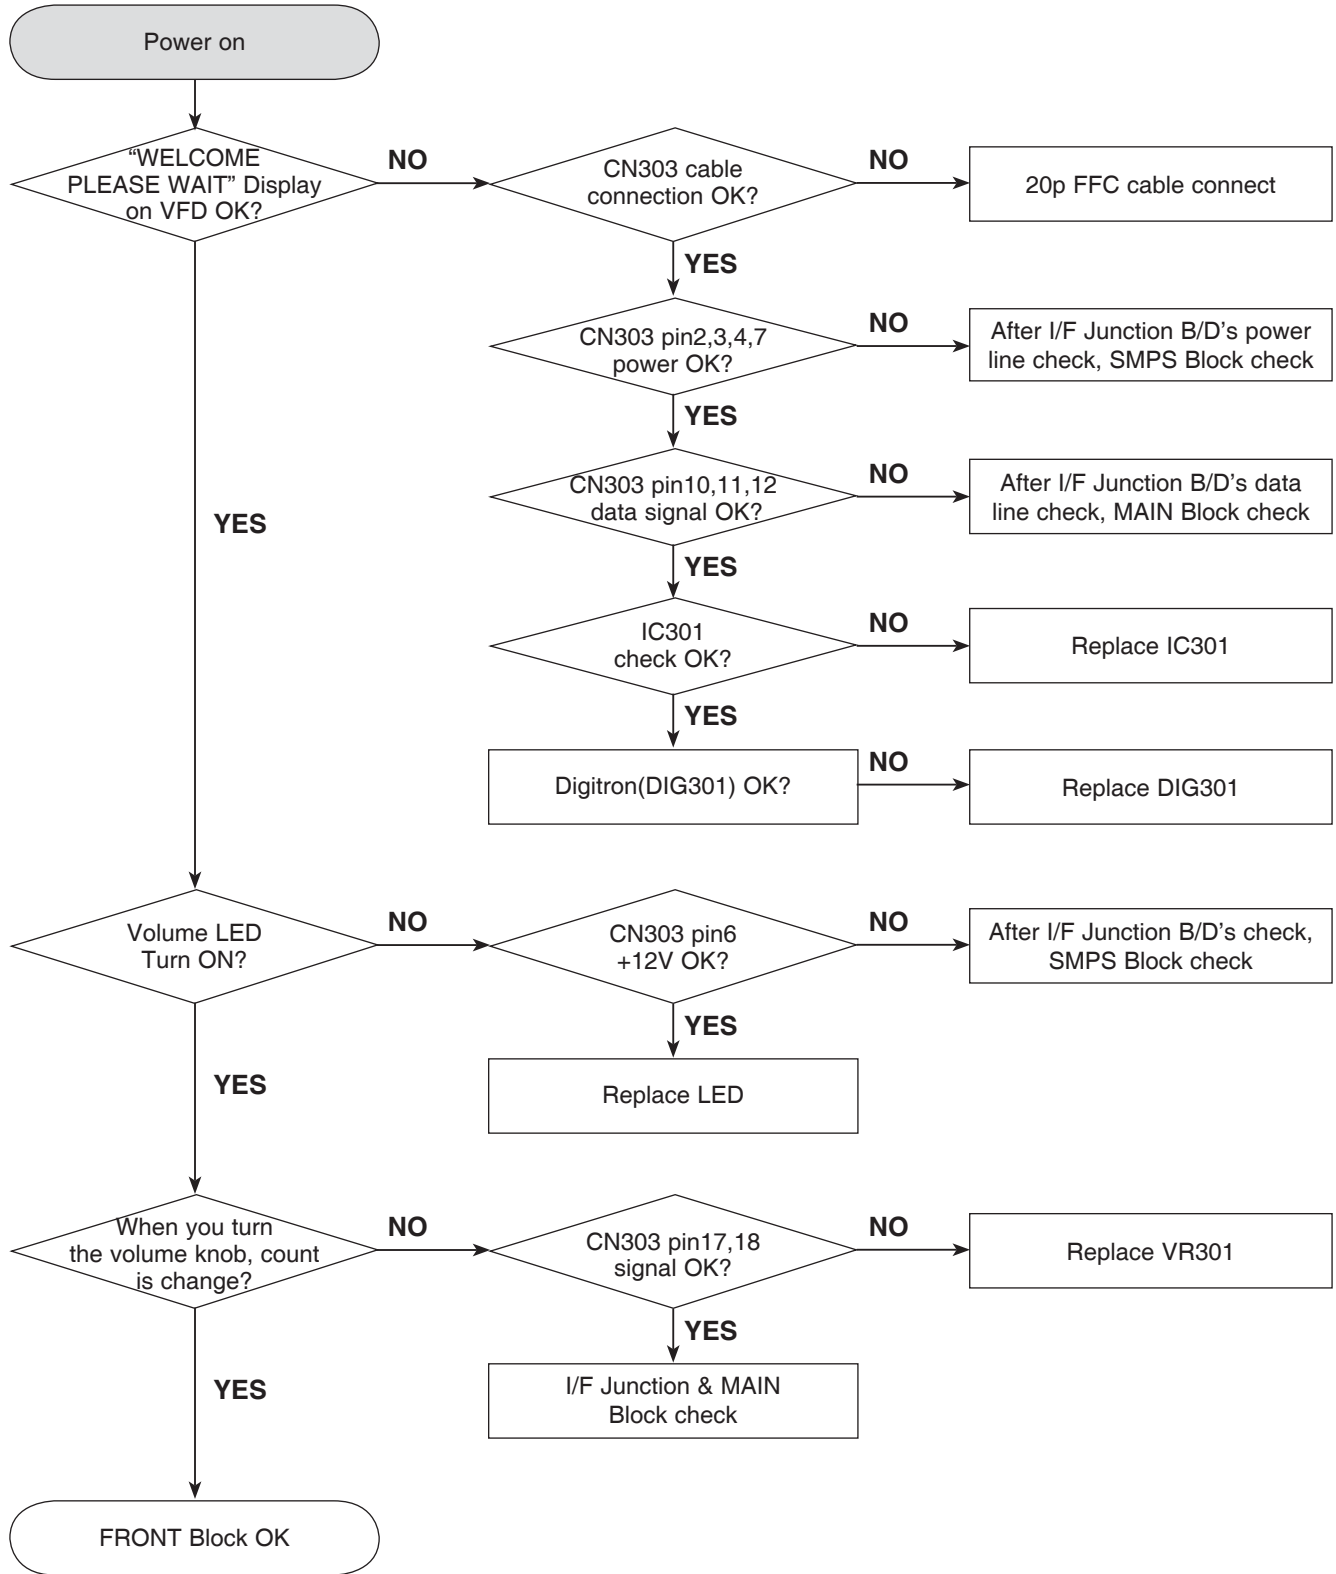 Power on
“WELCOME
PLEASE WAIT” Display
on VFD OK?
NO
CN303 cable
connection OK?
NO
20p FFC cable connect
YES
CN303 pin2,3,4,7
power OK?
NO
After I/F Junction B/D’s power
line check, SMPS Block check
YES
CN303 pin10,11,12
data signal OK?
NO
After I/F Junction B/D’s data
line check, MAIN Block check
YES
YES
IC301
check OK?
NO
Replace IC301
YES
Digitron(DIG301) OK?
NO
Replace DIG301
Volume LED
Turn ON?
NO
CN303 pin6
+12V OK?
NO
After I/F Junction B/D’s check,
SMPS Block check
YES
Replace LED
YES
When you turn
the volume knob, count
is change?
NO
CN303 pin17,18
signal OK?
NO
Replace VR301
YES
I/F Junction & MAIN
Block check
YES
FRONT Block OK